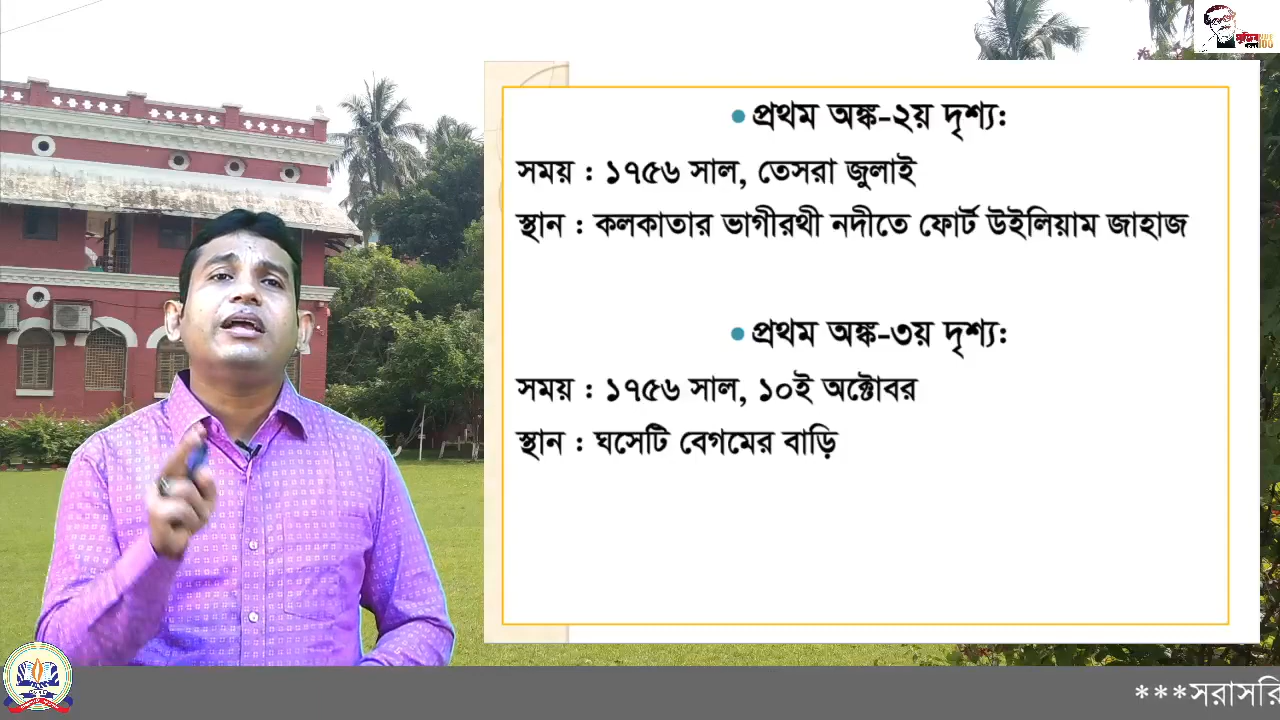 •প্রথম অঙ্ক-২য় দৃশ্য:
সময় : ১৭৫৬ সাল, তেসরা জুলাই
স্থান : কলকাতার ভাগীরথী নদীতে ফোর্ট উইলিয়াম জাহাজ
•প্রথম অঙ্ক-৩য় দৃশ্য:
সময় : ১৭৫৬ সাল, ১০ই অক্টোবর
স্থান : ঘসেটি বেগমের বাড়ি
***সরাসরি